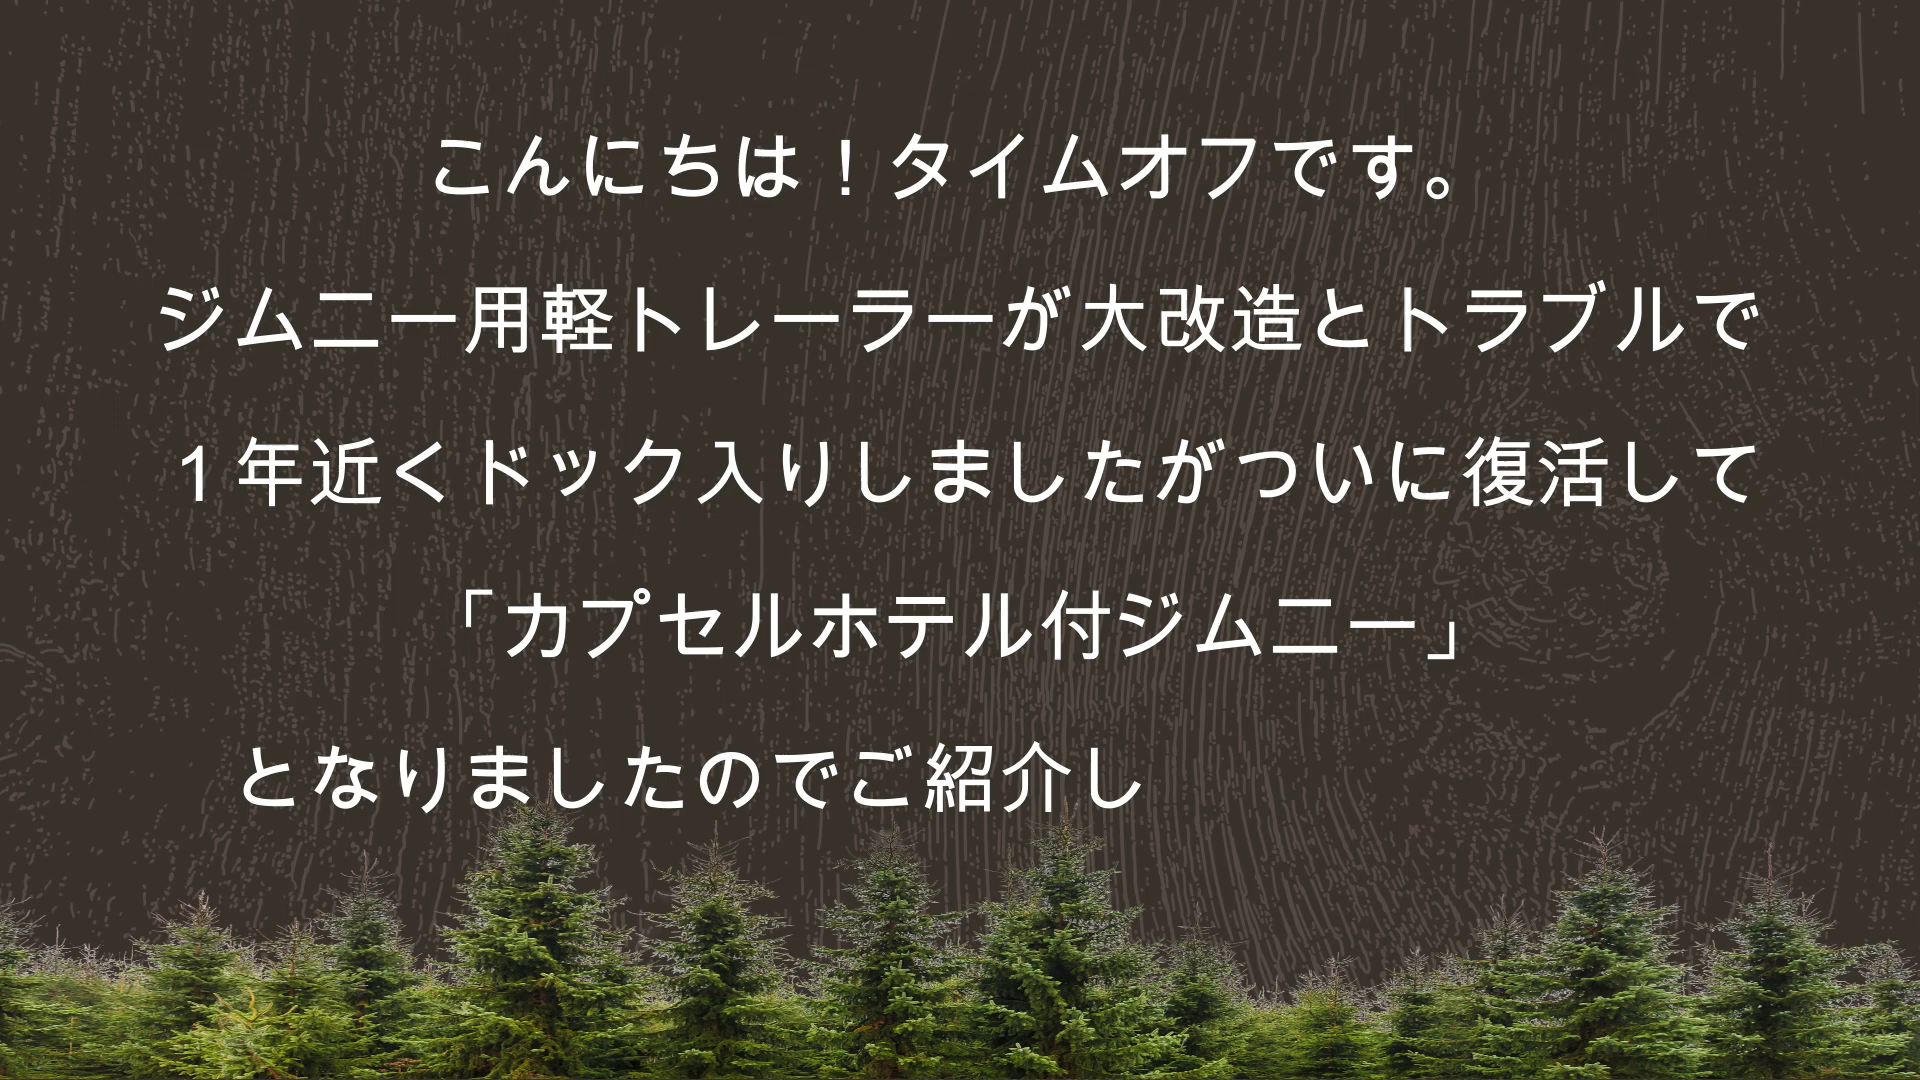 こんにちは！タイムオフです。
ジムニー用軽トレーラーが大改造とトラブルで
１年近くドック入りしましたがついに復活して
「カプセルホテル付ジムニー」
となりましたのでご紹介し